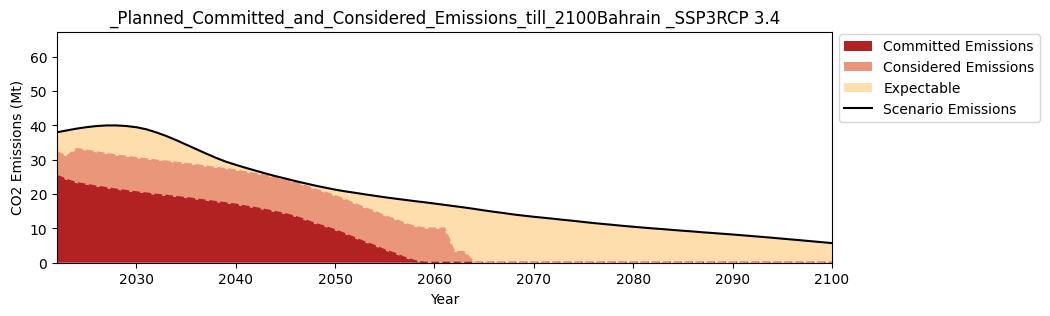 _Planned_Committed_and_Considered_Emissions_till_2100Bahrain _SSP3RCP 3.4
Committed Emissions
Considered Emissions
Expectable
Scenario Emissions
CO2 Emissions (Mt)
60
50
40
30
20
10
0
2030 2040 2050 2060 2070 2080 2090 2100
Year